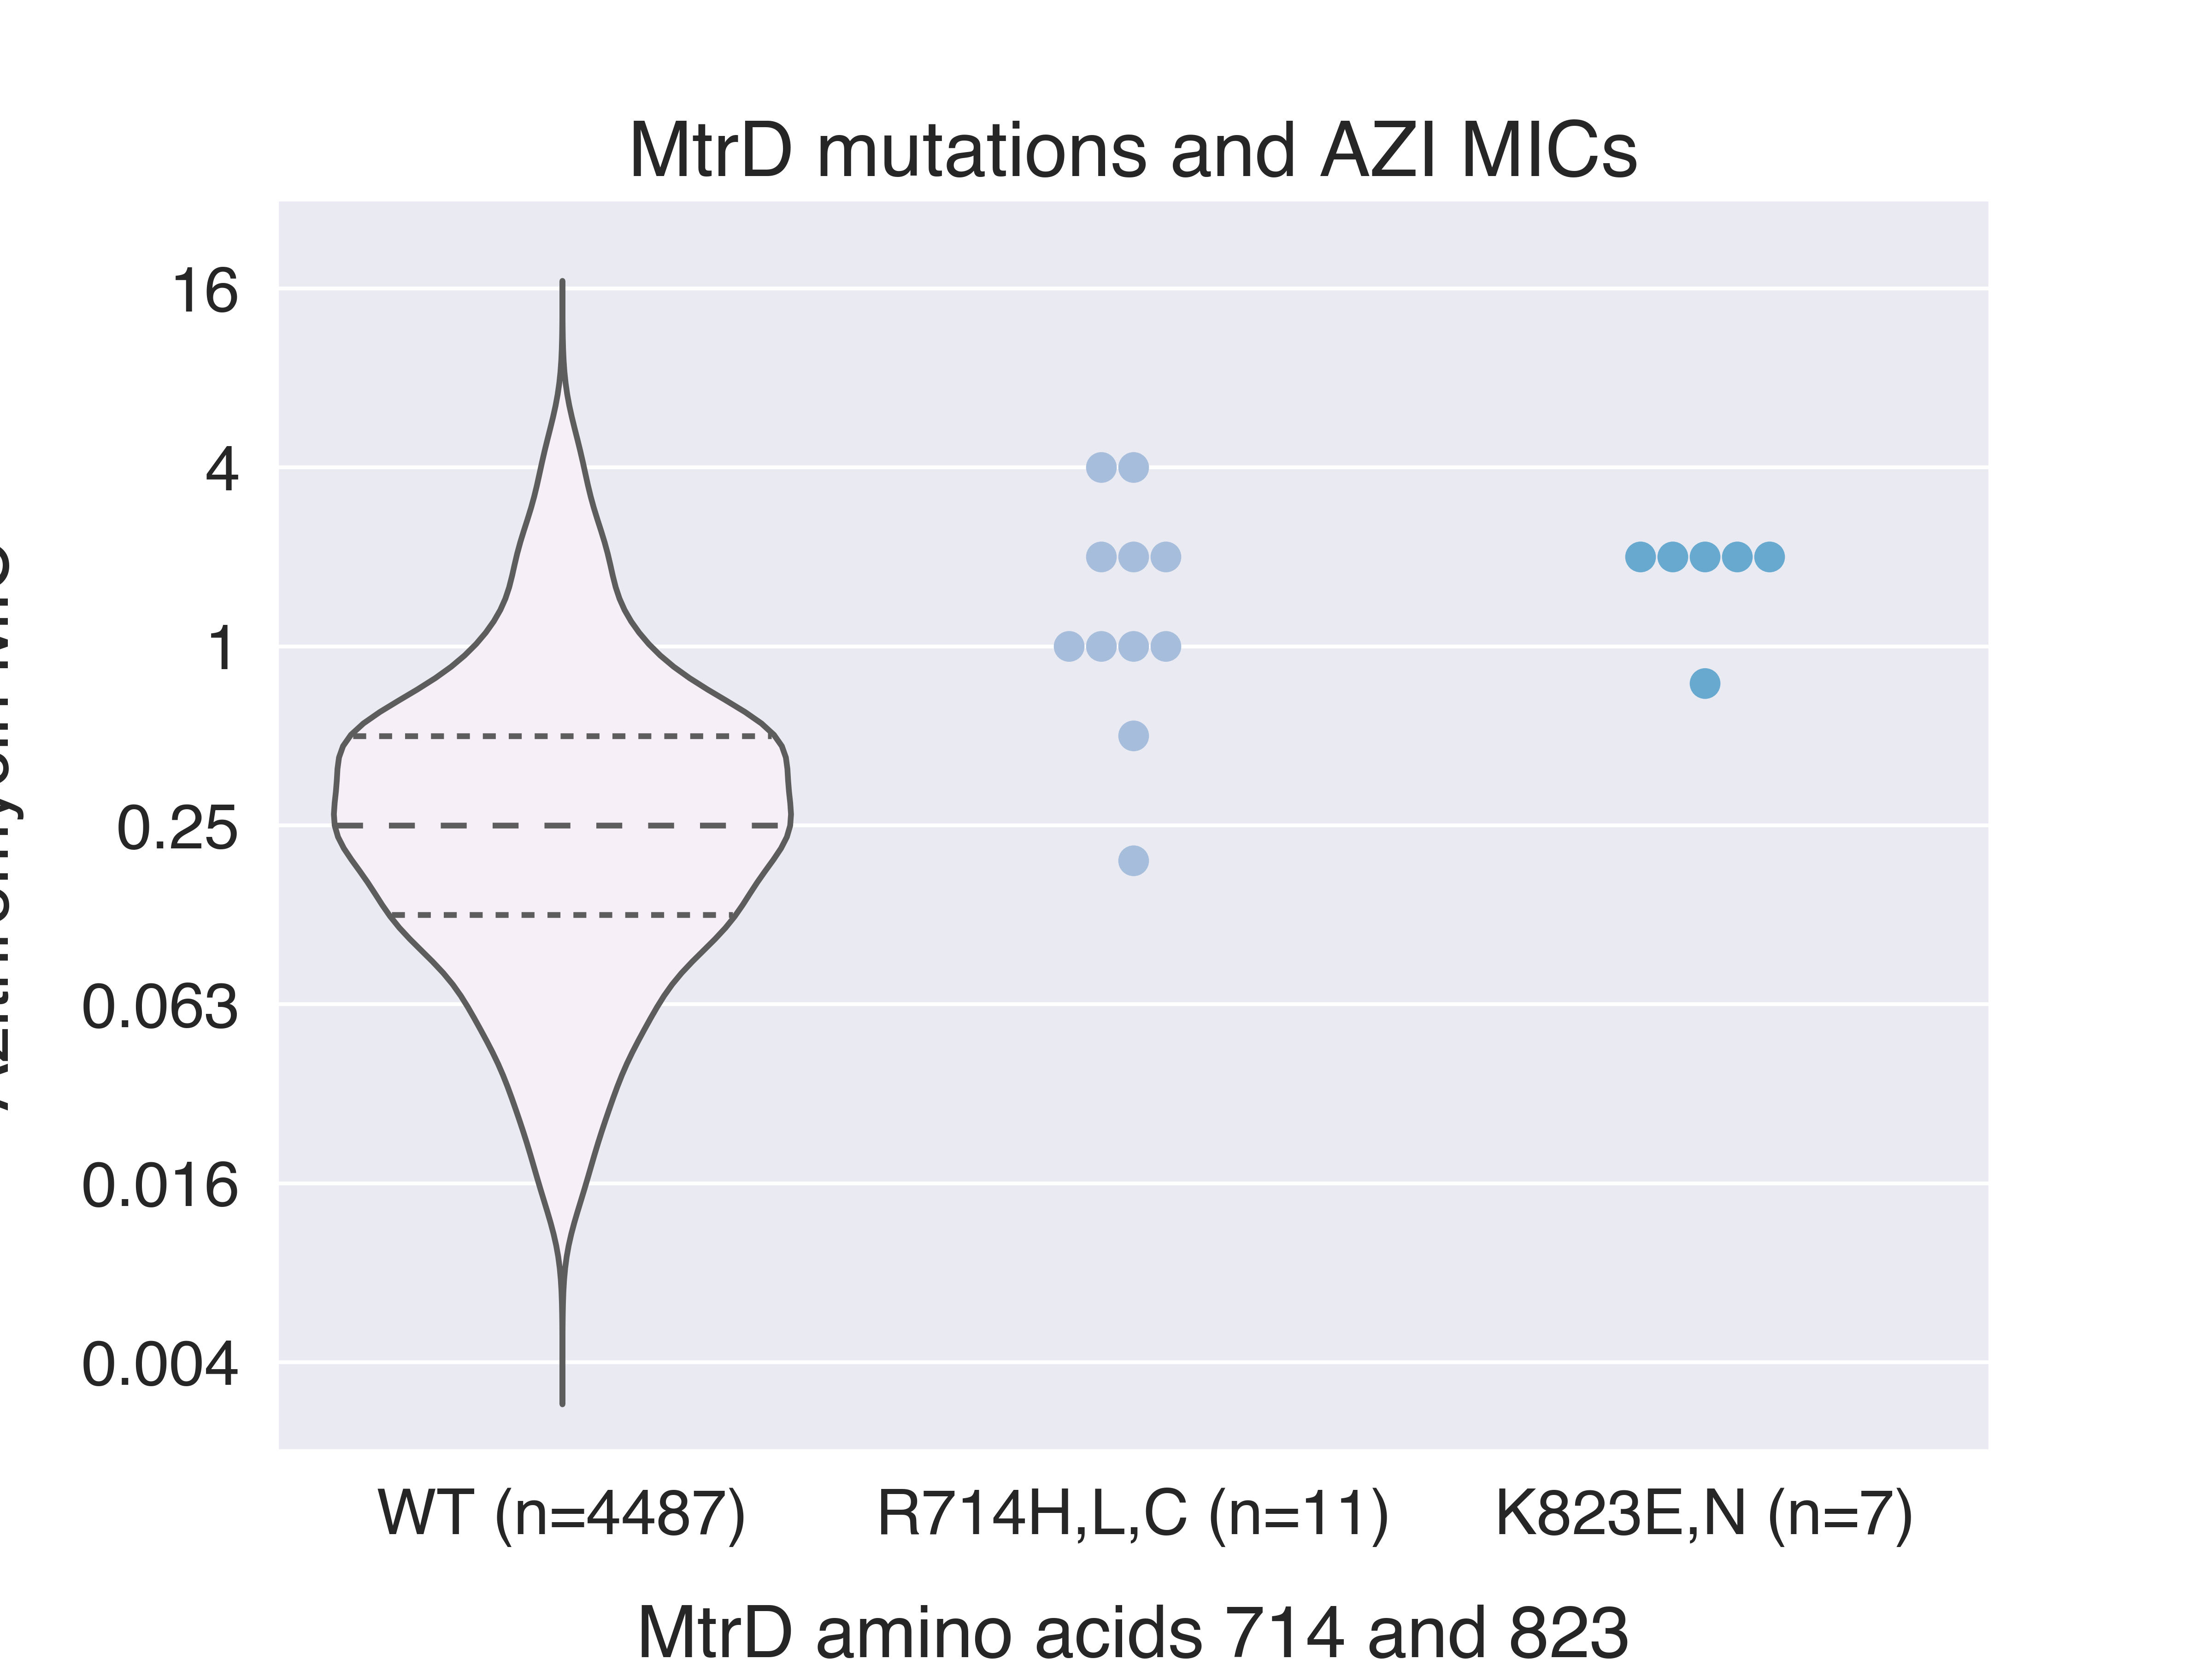 MtrD mutations and AZI MICs
16
4
1
0.25
0.063
0.016
0.004
WT (n=4487)
R714H,L,C (n=11)
K823E,N (n=7)
MtrD amino acids 714 and 823